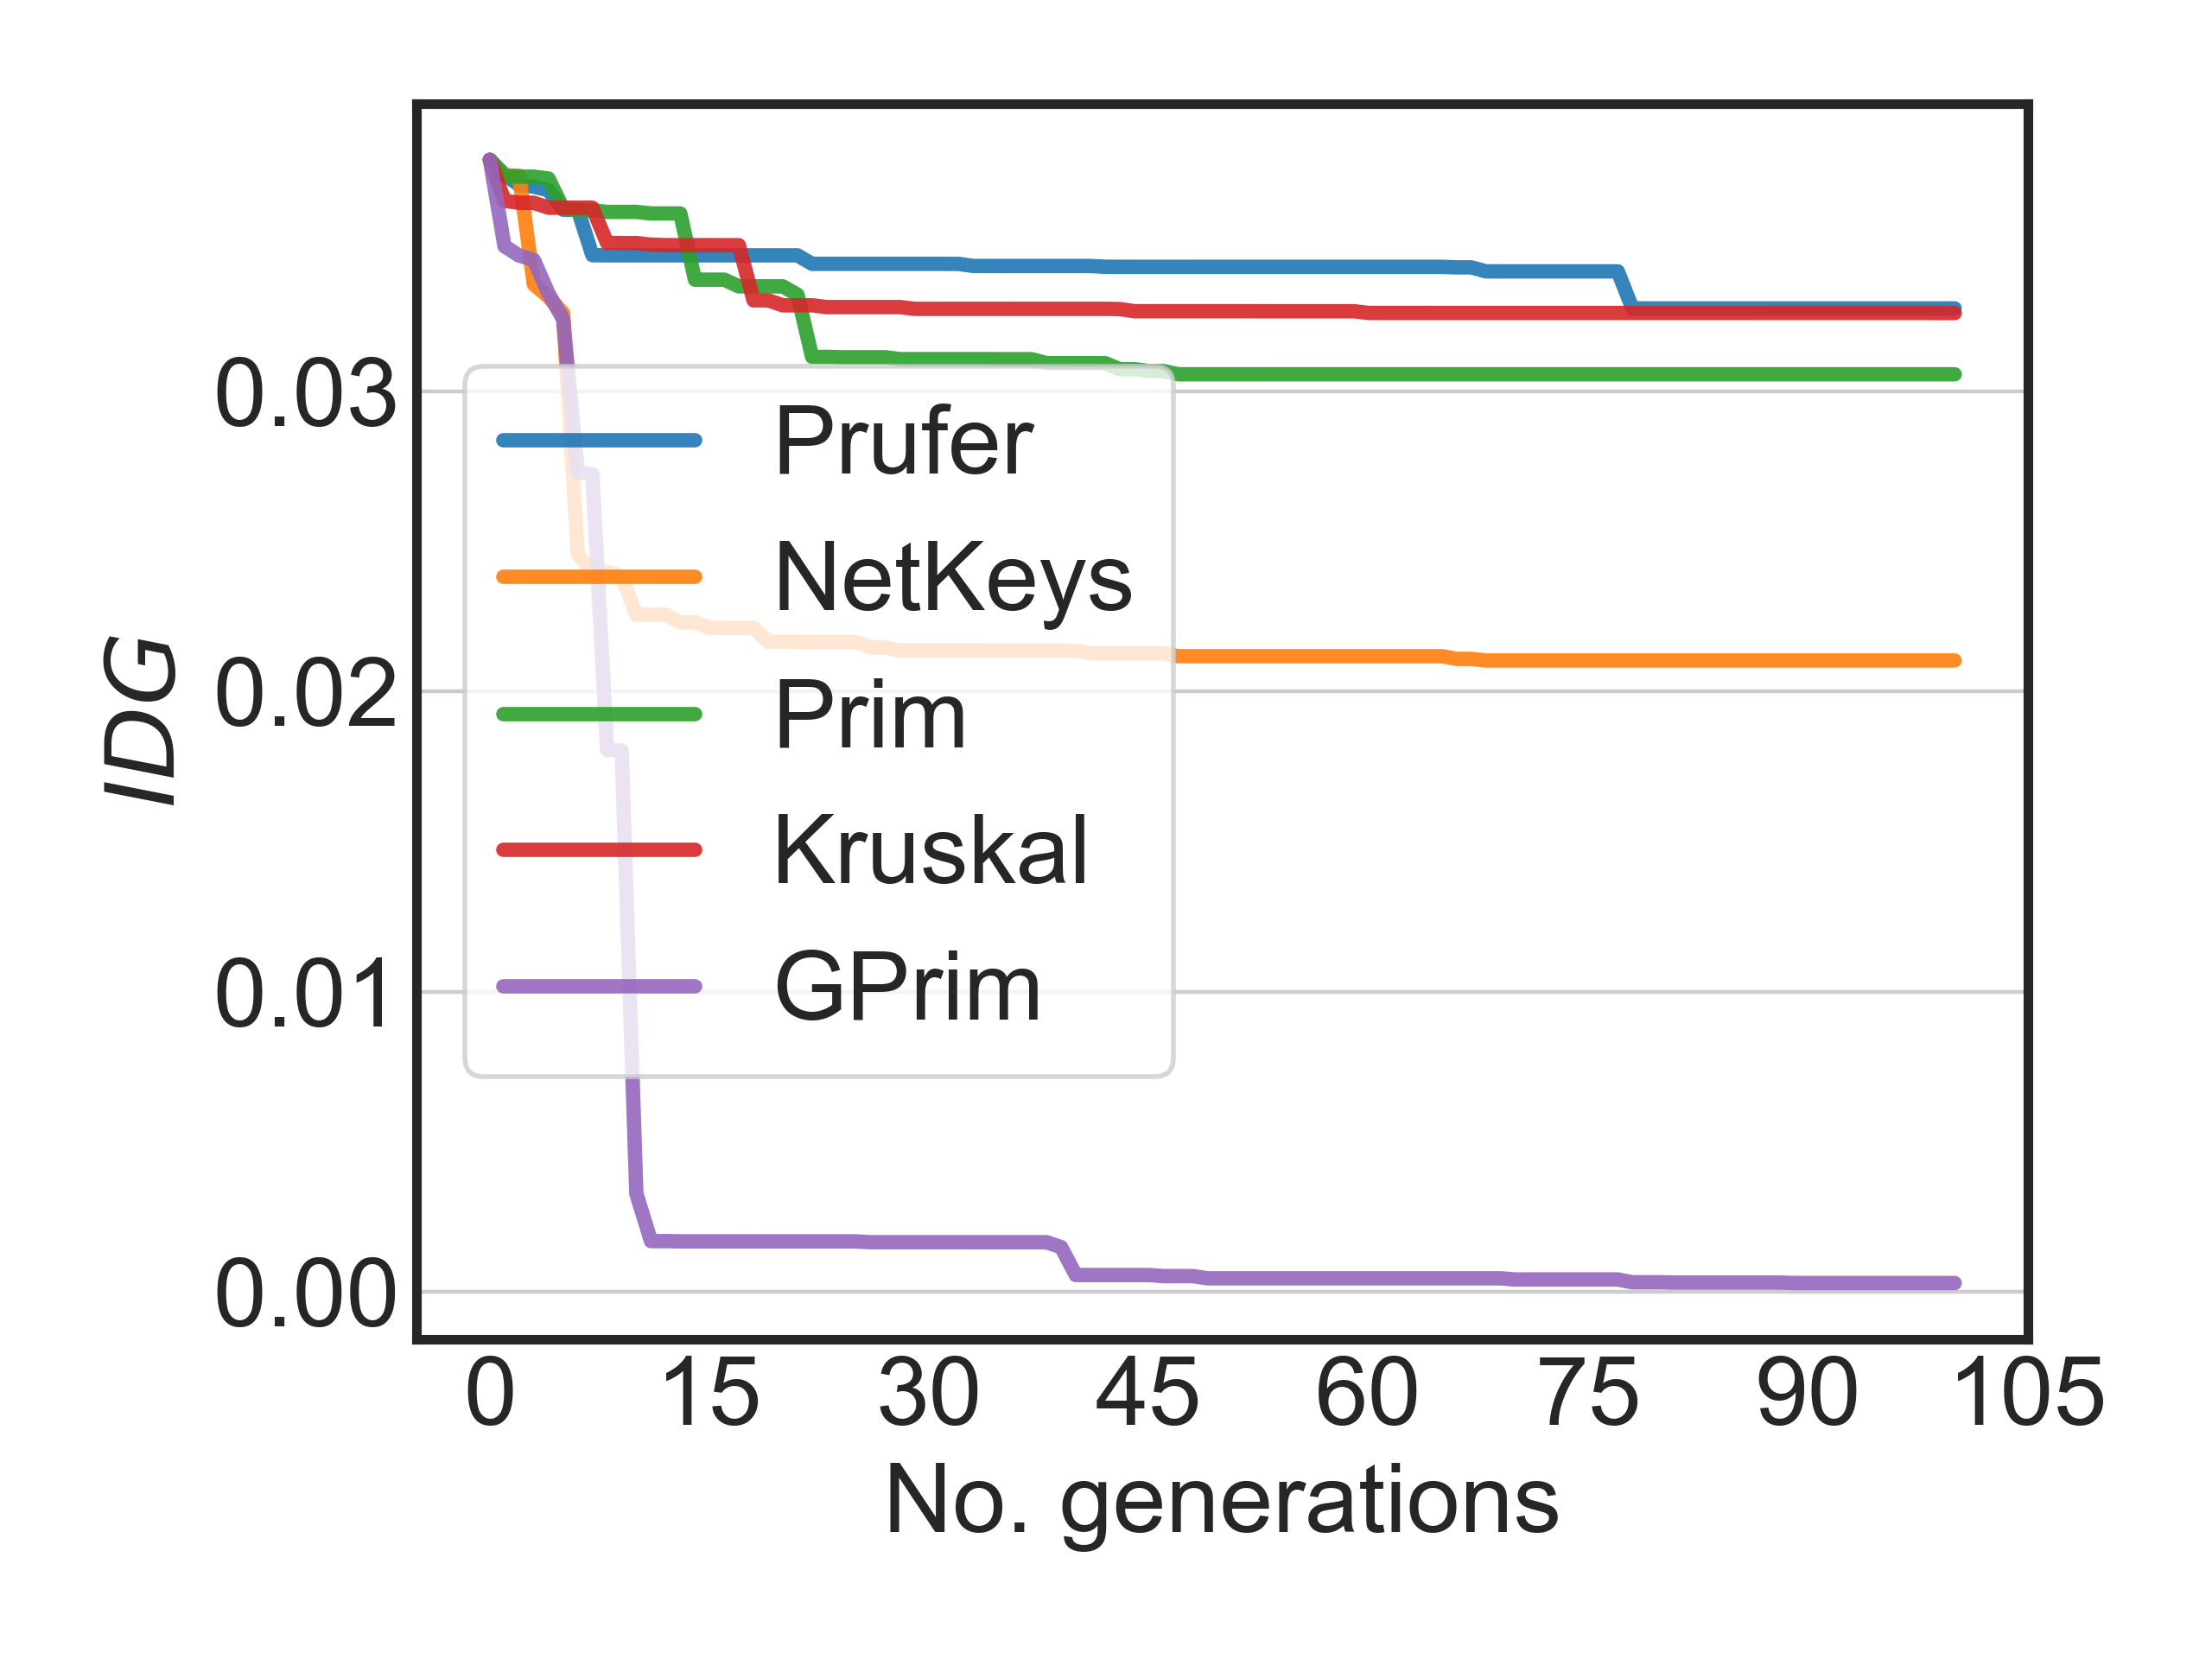 0.03
0.02
0.01
0.00
IDG
Prufer
NetKeys
Prim
Kruskal
GPrim
0 15 30 45 60 75 90 105
No. generations